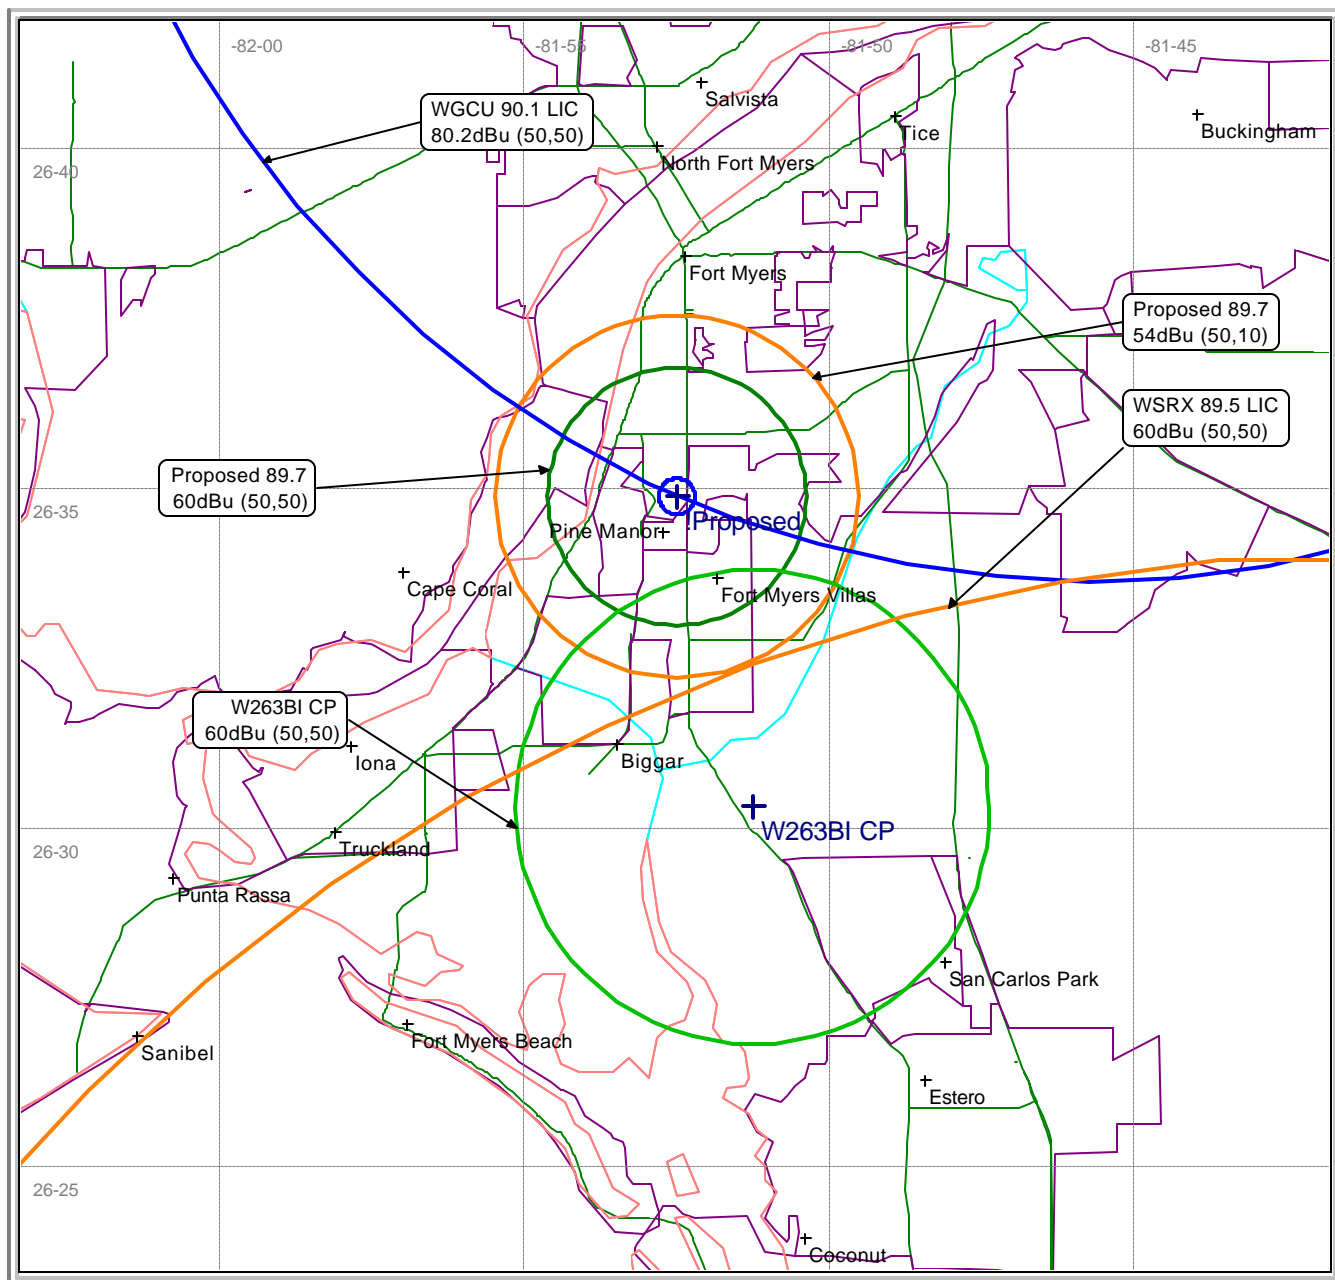 -82-00
-81-55
-81-50
-81-45
Salvista
WGCU 90.1 LIC
80.2dBu (50,50)
Tice
Buckingham
North Fort Myers
26-40
Fort Myers
Proposed 89.7
54dBu (50,10)
WSRX 89.5 LIC
60dBu (50,50)
Proposed 89.7
60dBu (50,50)
26-35
!Proposed
Pine Manor
Cape Coral
Fort Myers Villas
W263BI CP
60dBu (50,50)
Iona
Biggar
W263BI CP
Truckland
26-30
Punta Rassa
San Carlos Park
Fort Myers Beach
Sanibel
Estero
26-25
Coconut